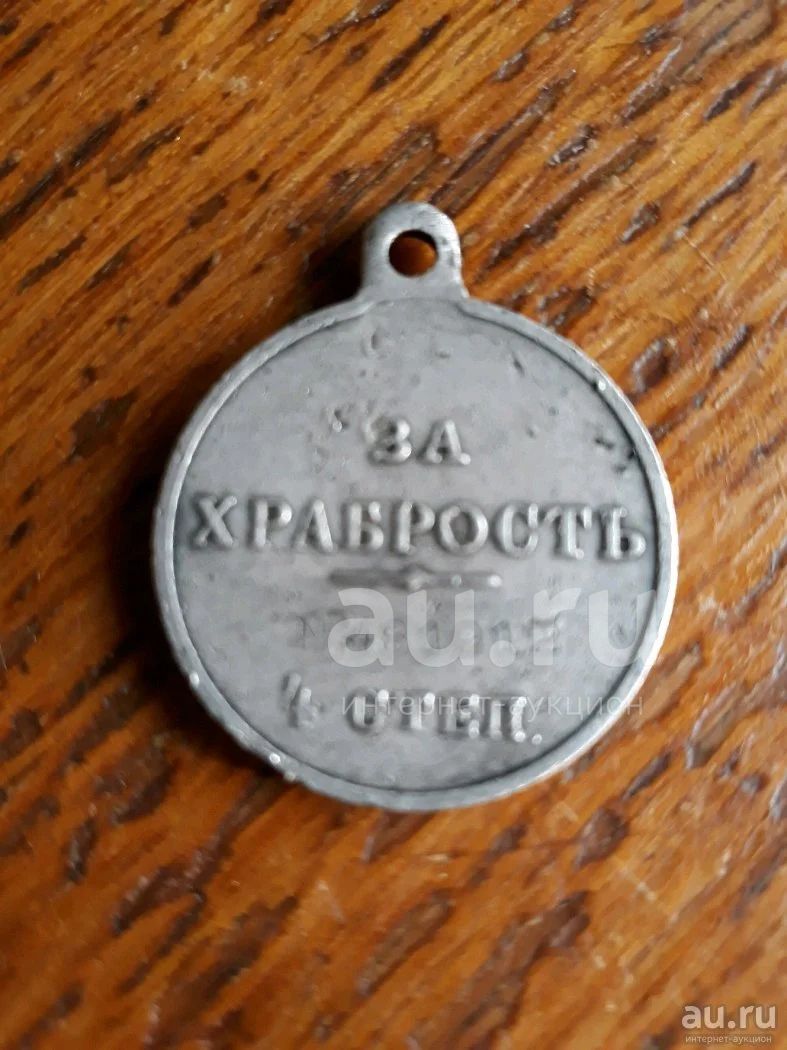 ЗА
ХРАБРОСТЬ
au.ru
интернет-аукцион
4 СТЕП.
au.ru
интернет-аукцион